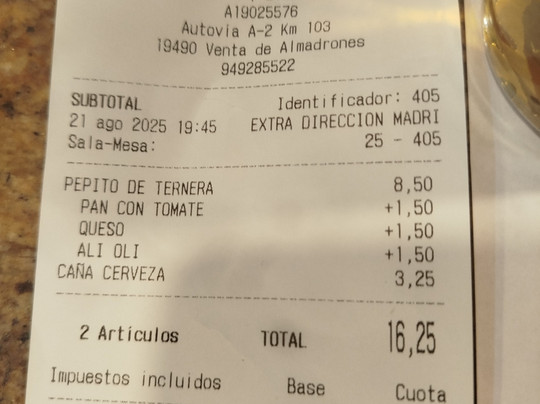 A19025576
Autovia A-2 Km 103
19490 Venta de Almadrones
949285522
SUBTOTAL Identificador: 405
21 ago 2025 19:45 EXTRA DIRECCION MADRI
Sala-Mesa: 25 - 405
PEPITO DE TERNERA 8,50
PAN CON TOMATE +1,50
QUESO +1,50
ALI OLI +1,50
CAÑA CERVEZA 3,25
2 Artículos TOTAL 16,25
Impuestos incluidos Base Cuota